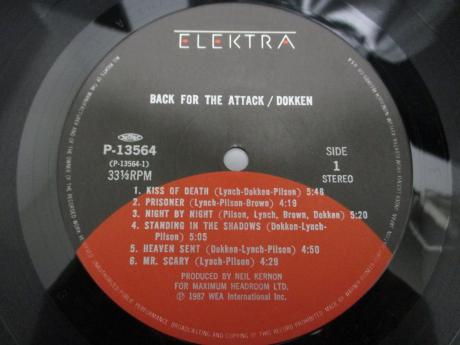 ELEKTRA
BACK FOR THE ATTACK / DOKKEN
P-13564
(P-13564-1)
33⅓RPM
SIDE
1
STEREO
1. KISS OF DEATH (Lynch-Dokken-Pilson) 5:46
2. PRISONER (Lynch-Pilson-Brown) 4:19
3. NIGHT BY NIGHT (Pilson, Lynch, Brown, Dokken) 5:20
4. STANDING IN THE SHADOWS (Dokken-Lynch-
Pilson) 5:05
5. HEAVEN SENT (Dokken-Lynch-Pilson) 4:50
6. MR. SCARY (Lynch-Pilson) 4:29
PRODUCED BY NEIL KERNON
FOR MAXIMUM HEADROOM LTD.
Ⓟ 1987 WEA International Inc.